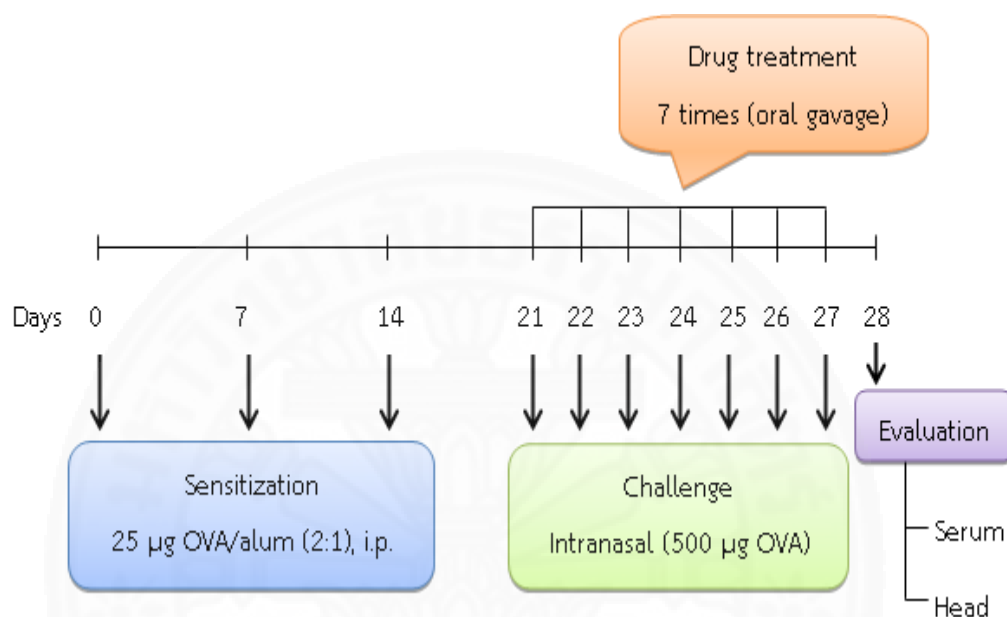 Drug treatment
7 times (oral gavage)
Days 0 7 14 21 22 23 24 25 26 27 28
Sensitization
25 µg OVA/alum (2:1), i.p.
Challenge
Intranasal (500 µg OVA)
Evaluation
Serum
Head